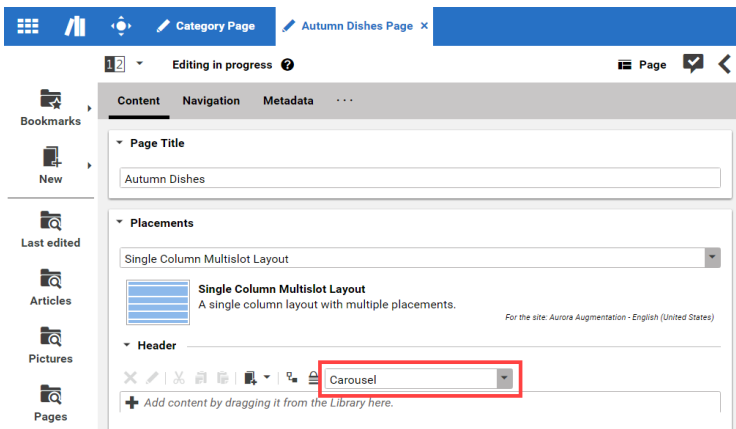 Category Page
Autumn Dishes Page ×
1 2
Editing in progress ?
Page
Bookmarks
New
Last edited
Articles
Pictures
Pages
Content Navigation Metadata ...
Page Title
Autumn Dishes
Placements
Single Column Multislot Layout
Single Column Multislot Layout
A single column layout with multiple placements.
For the site: Aurora Augmentation - English (United States)
Header
Carousel
Add content by dragging it from the Library here.